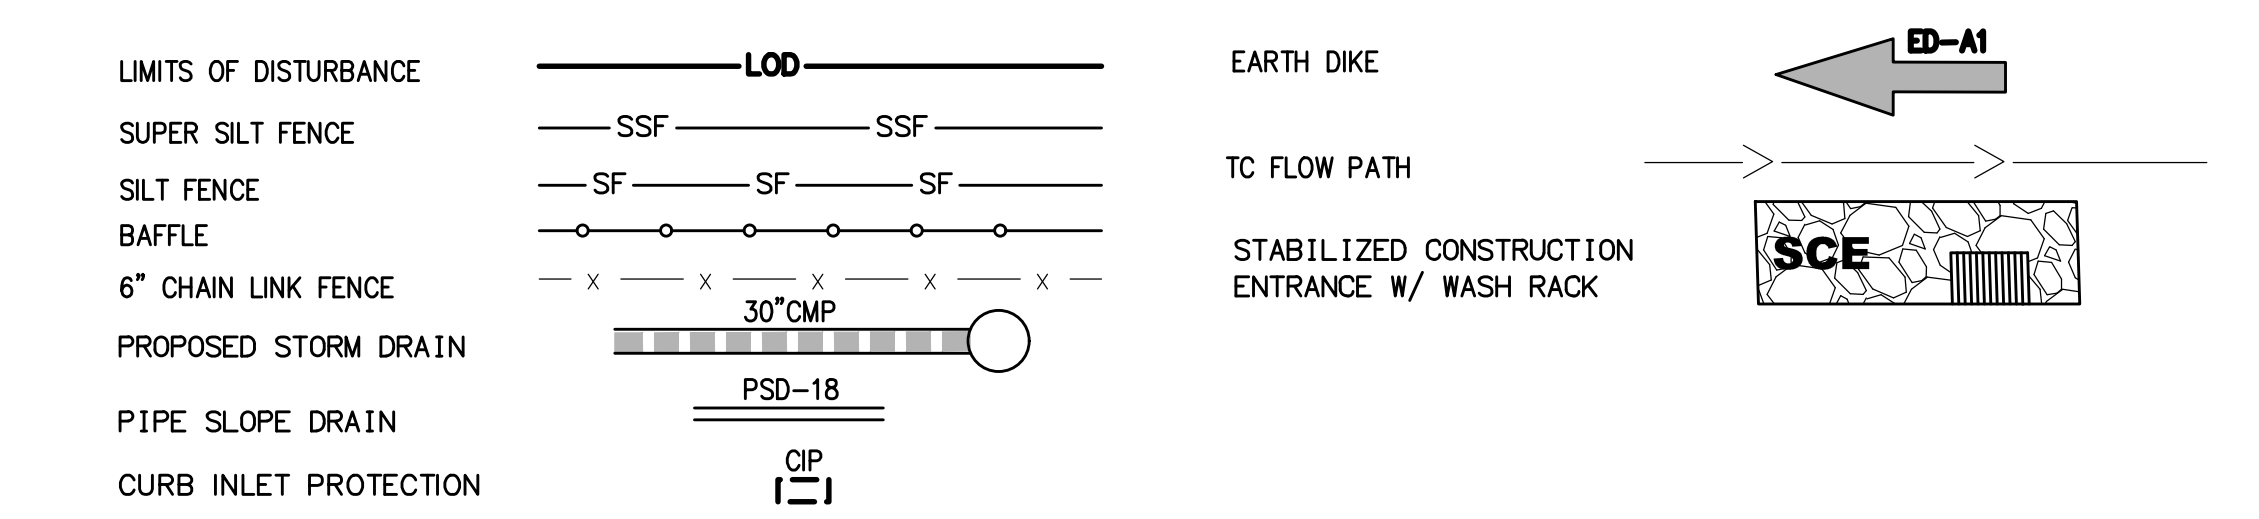 LIMITS OF DISTURBANCE
LOD
SUPER SILT FENCE
SSF SSF
SILT FENCE
SF SF SF
BAFFLE
6” CHAIN LINK FENCE
X X X X X
PROPOSED STORM DRAIN
30”CMP
PIPE SLOPE DRAIN
PSD-18
CURB INLET PROTECTION
CIP
EARTH DIKE
ED-A1
TC FLOW PATH
STABILIZED CONSTRUCTION
ENTRANCE W/ WASH RACK
SCE